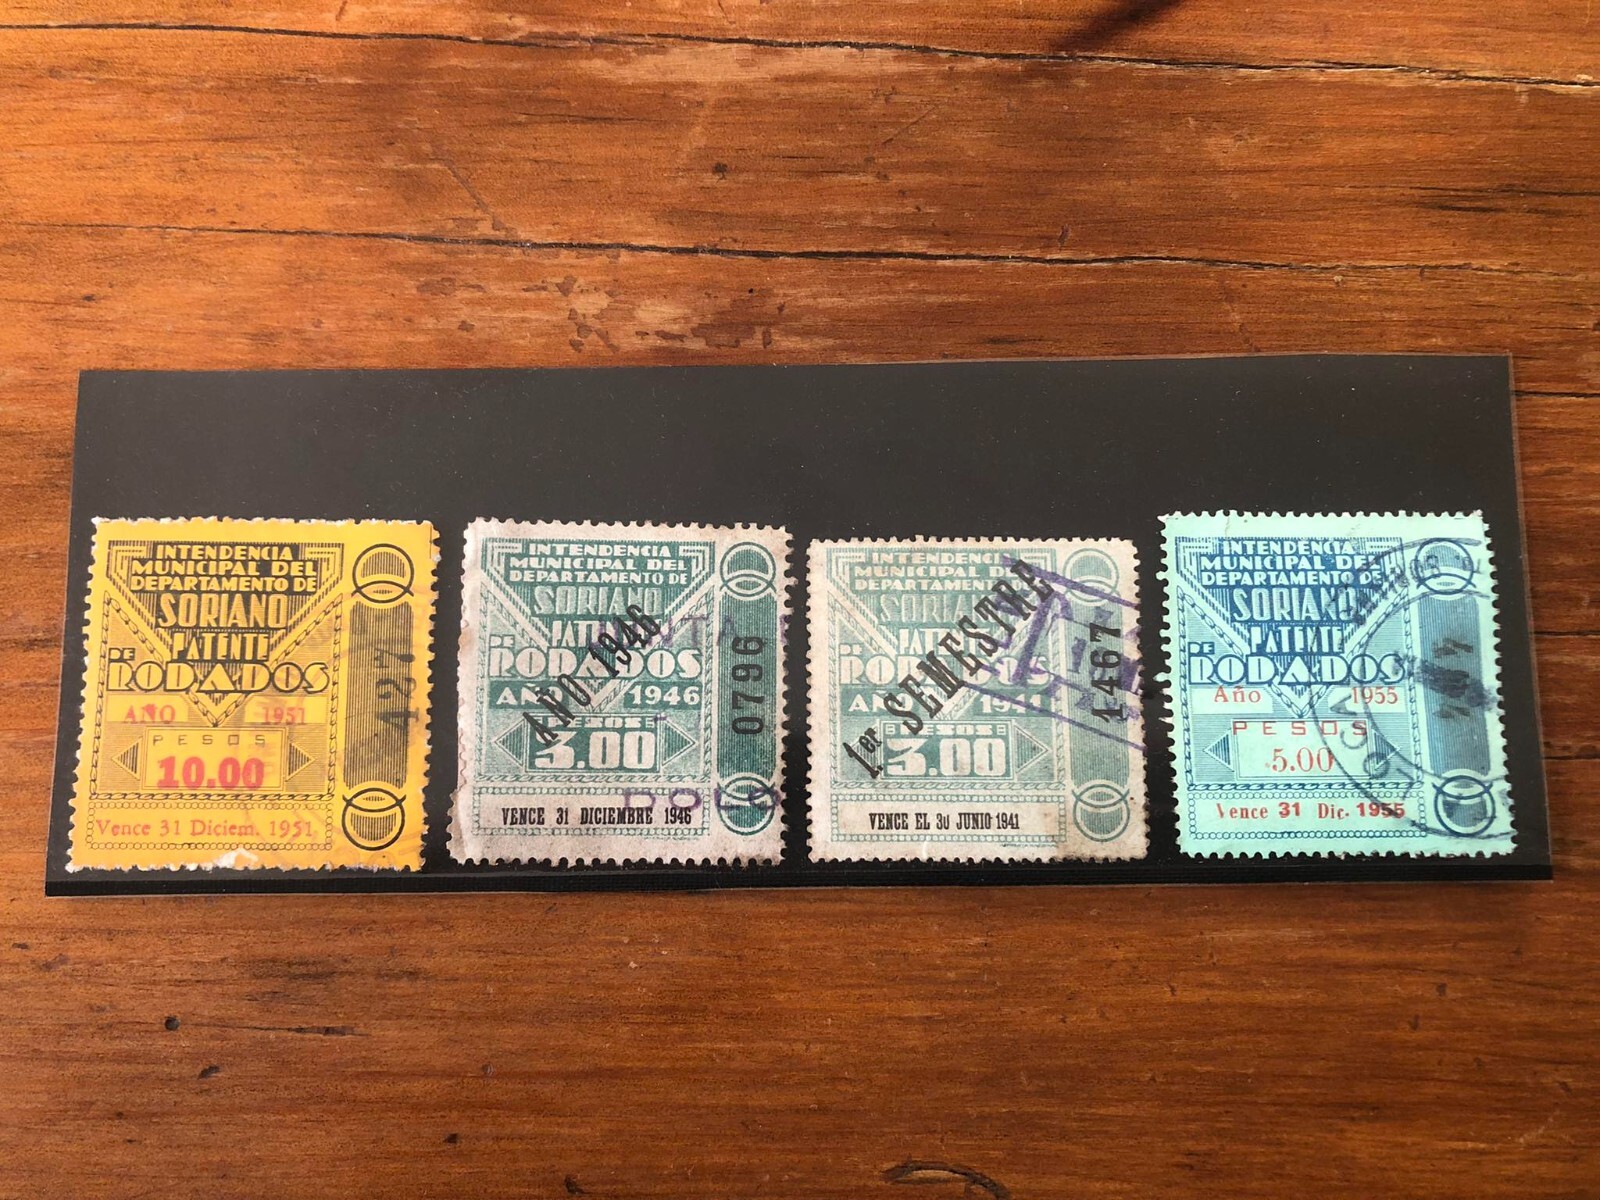 INTENDENCIA
MUNICIPAL DEL
DEPARTAMENTO DE
SORIANO
PATENTE
DE
RODADOS
AÑO 1951
PESOS
10.00
Vence 31 Diciem. 1951
427
INTENDENCIA
MUNICIPAL DEL
DEPARTAMENTO DE
SORIANO
PATENTE
DE
RODADOS
AÑO 1946
PESOS
3.00
VENCE 31 DICIEMBRE 1946
AÑO 1946
0796
INTENDENCIA
MUNICIPAL DEL
DEPARTAMENTO DE
SORIANO
PATENTE
DE
RODADOS
AÑO 1941
PESOS
3.00
VENCE EL 30 JUNIO 1941
1er SEMESTRE
1467
INTENDENCIA
MUNICIPAL DEL
DEPARTAMENTO DE
SORIANO
PATENTE
DE
RODADOS
Año 1955
PESOS
5.00
Vence 31 Dic. 1955